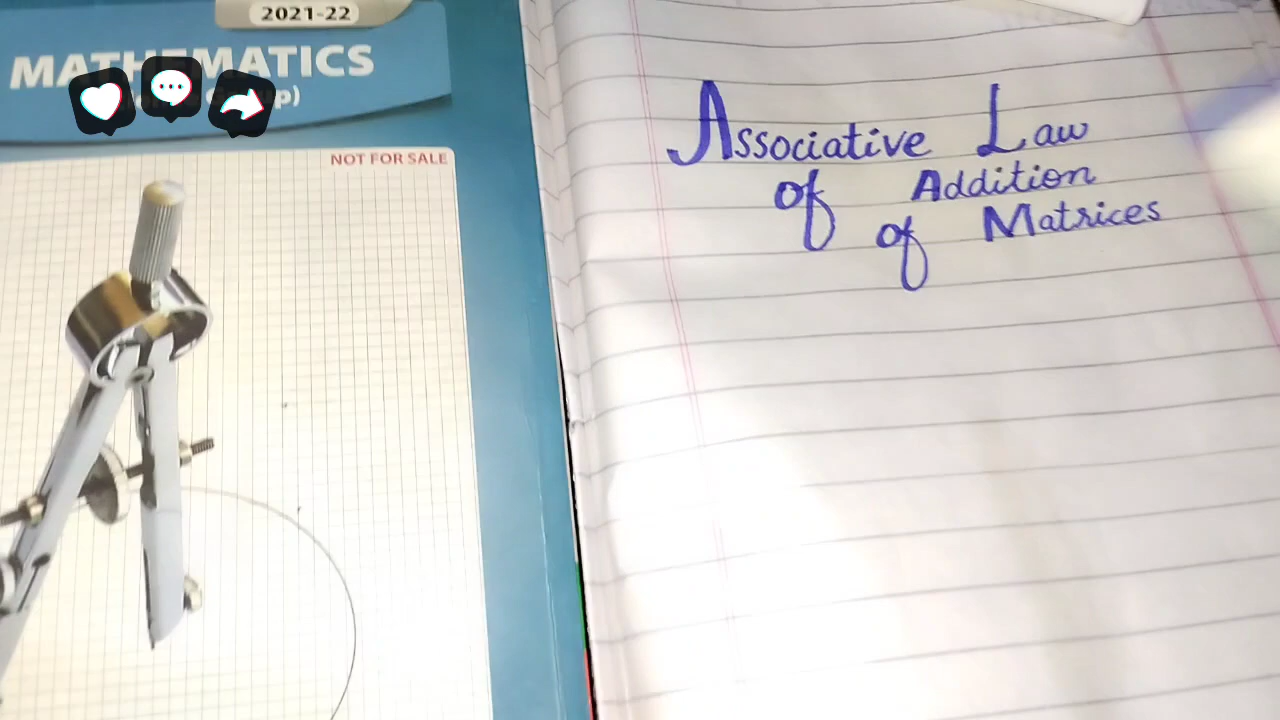 2021-22
MATHEMATICS
NOT FOR SALE
Associative Law
of Addition
of Matrices